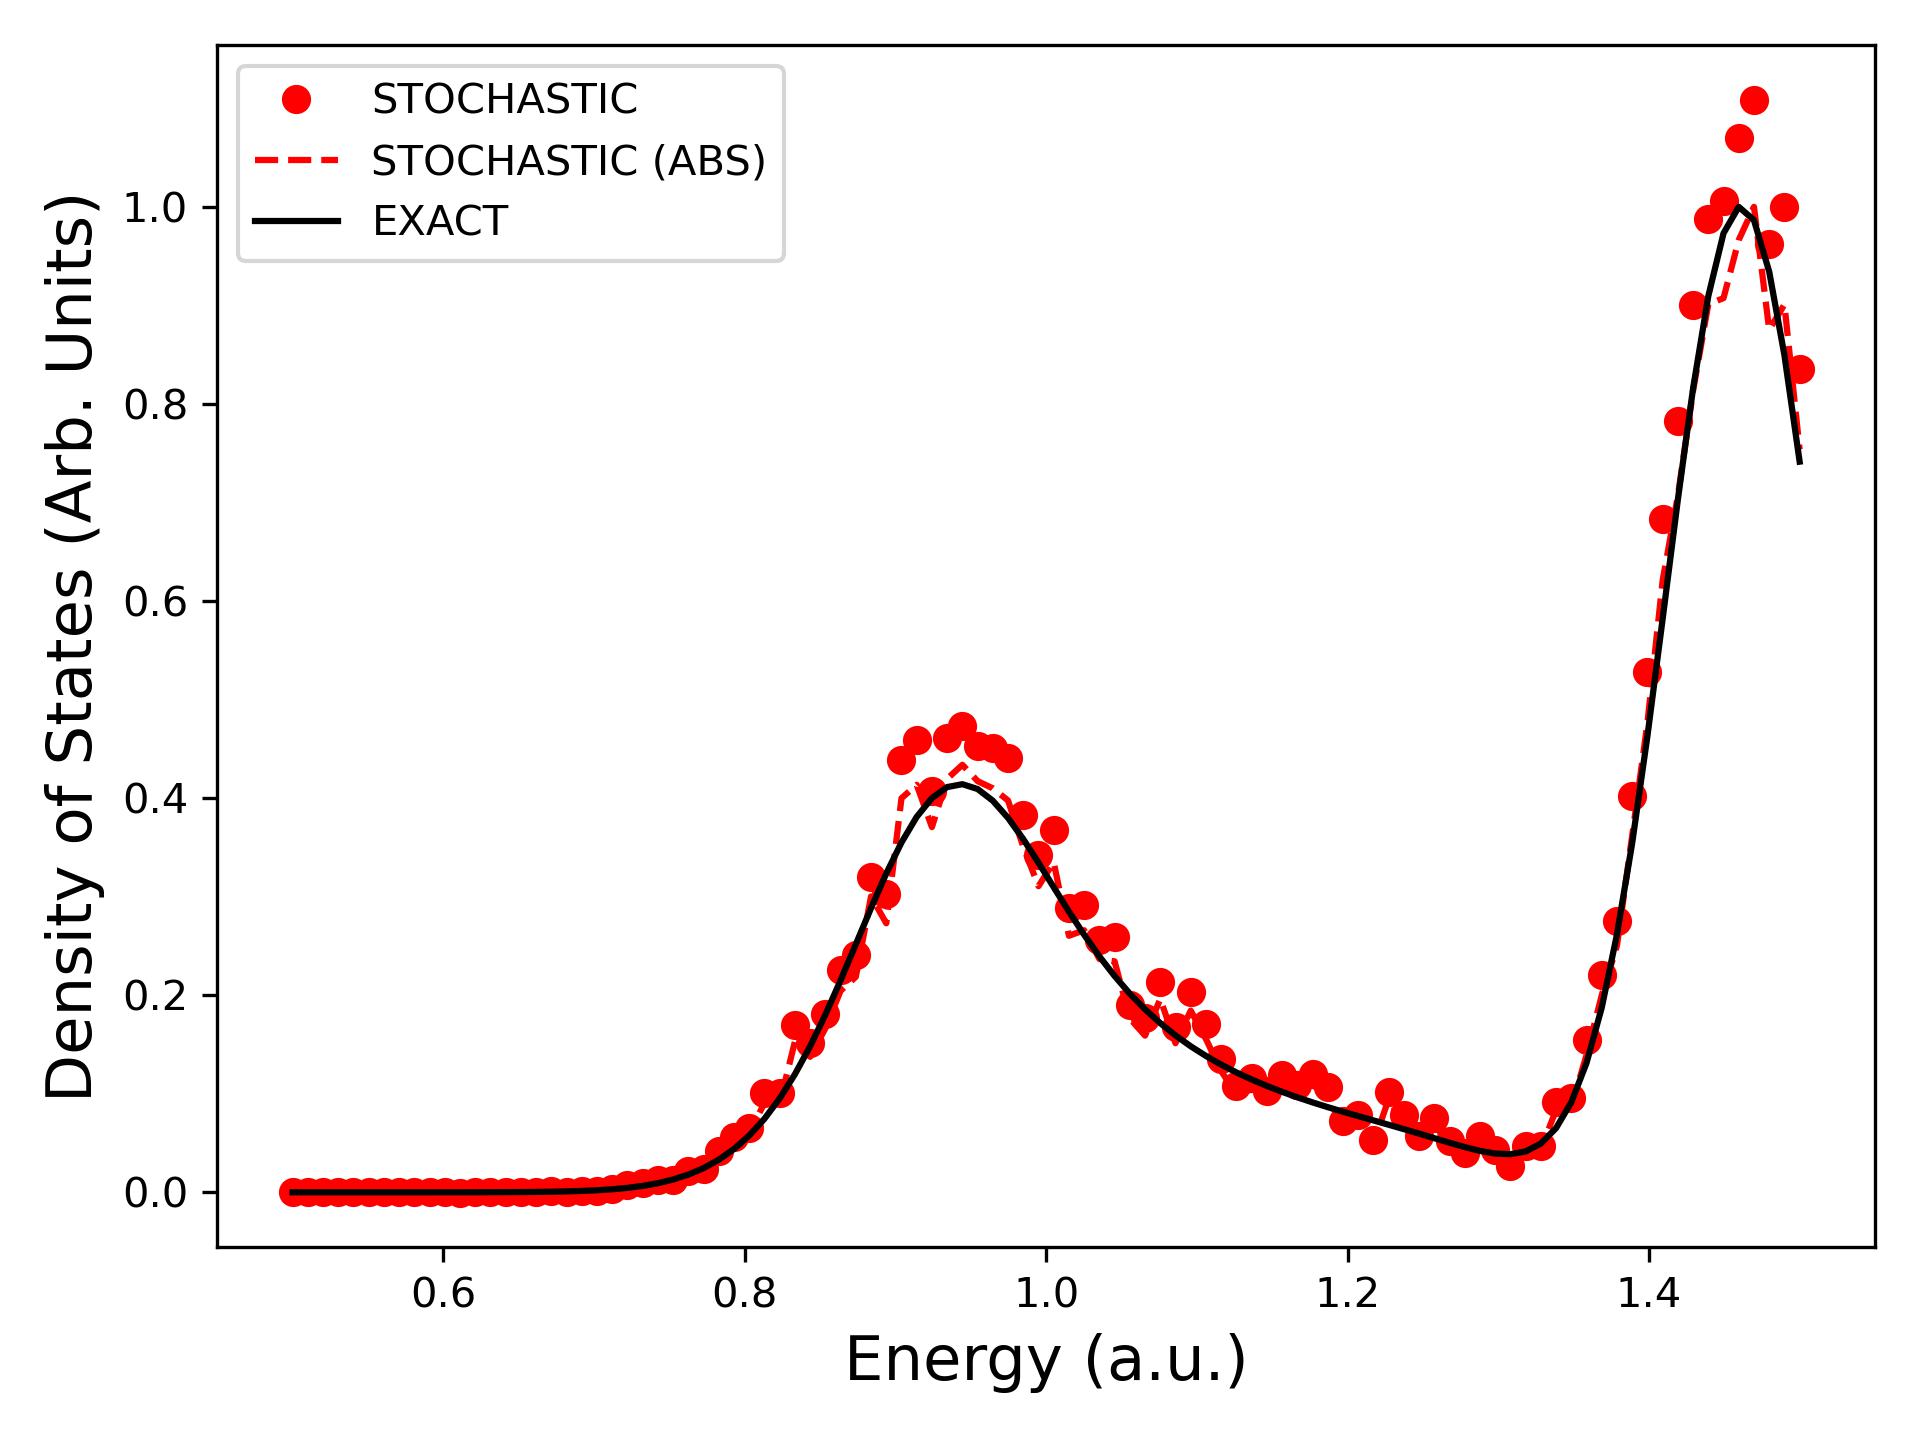 STOCHASTIC
STOCHASTIC (ABS)
EXACT
Density of States (Arb. Units)
1.0
0.8
0.6
0.4
0.2
0.0
0.6 0.8 1.0 1.2 1.4
Energy (a.u.)